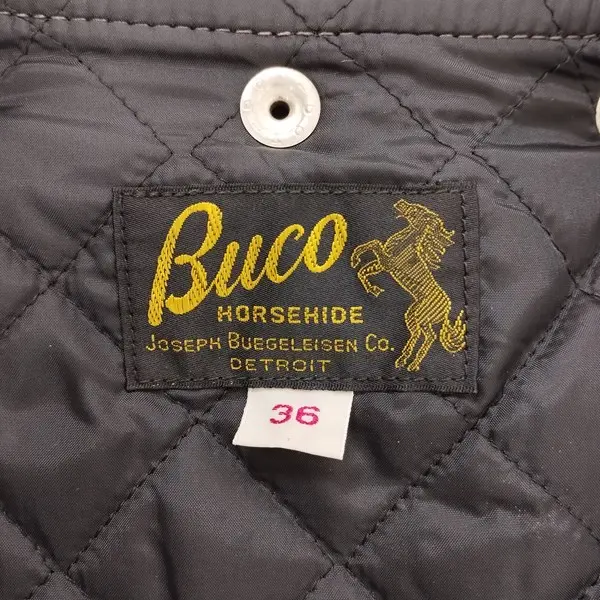 Buco
HORSEHIDE
JOSEPH BUEGELEISEN CO.
DETROIT
36